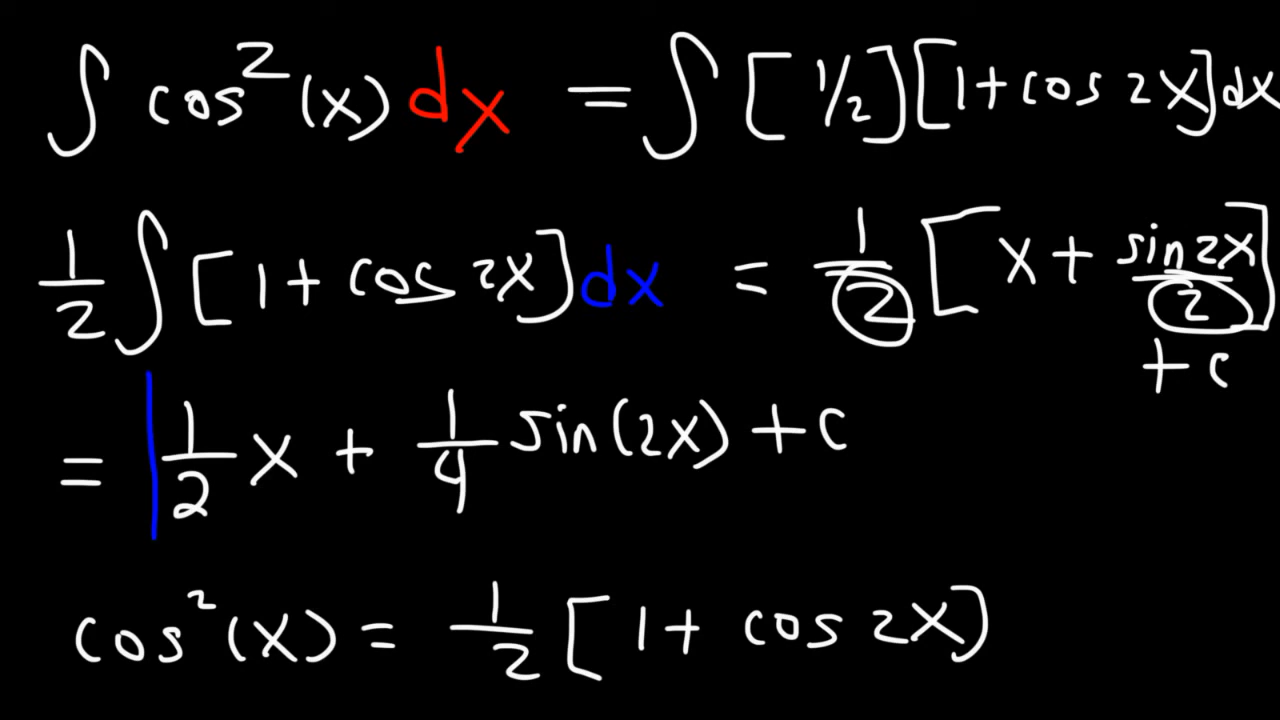 ∫ cos²(x) dx = ∫ [1/2][1 + cos 2x] dx
1/2 ∫ [1 + cos 2x] dx = 1/2 [x + sin 2x / 2]
+ c
= 1/2 x + 1/4 sin(2x) + c
cos²(x) = 1/2 [1 + cos 2x]